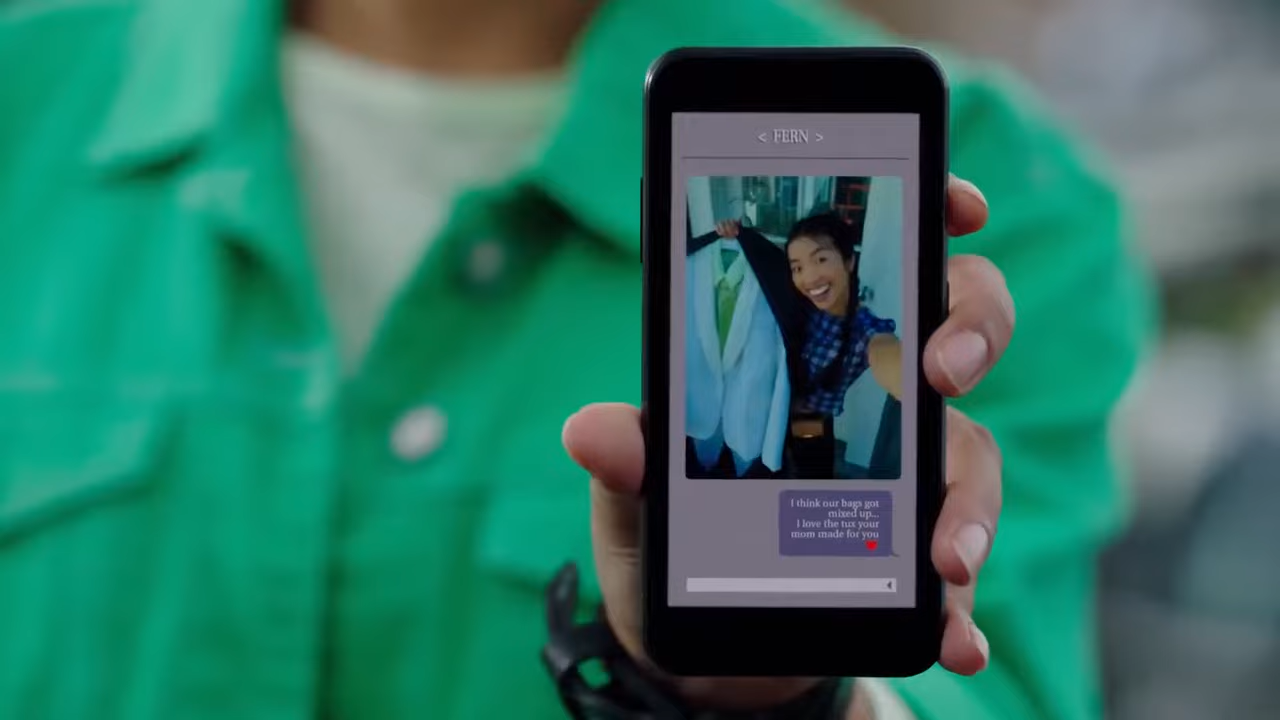 < FERN >
I think our bags got
mixed up...
I love the tux your
mom made for you